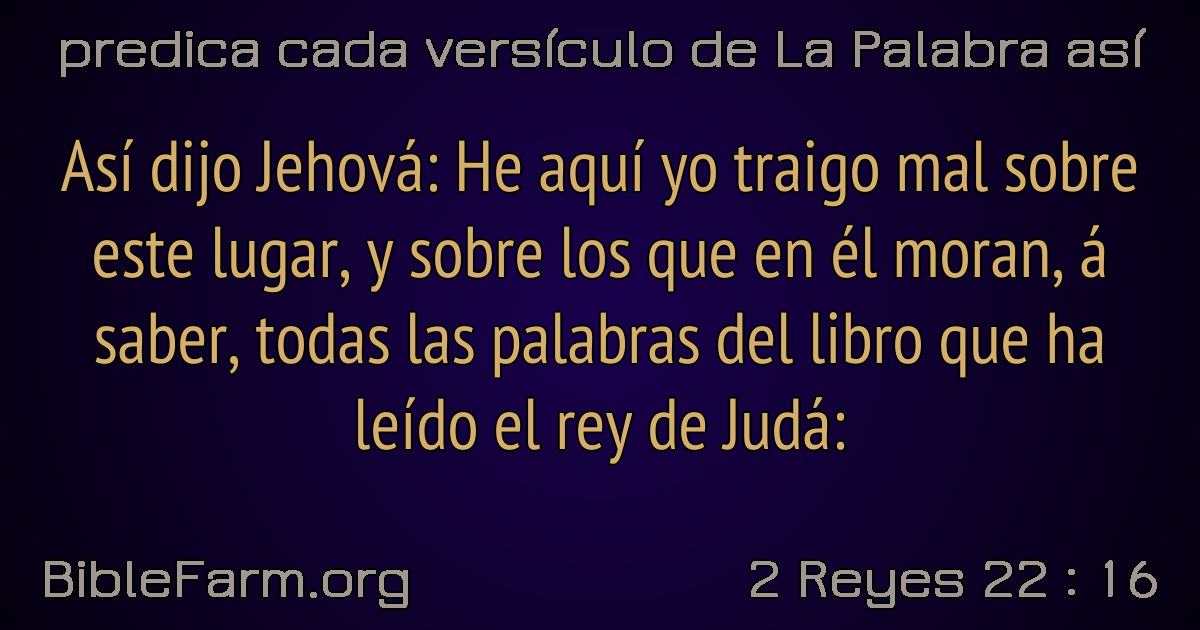 predica cada versículo de La Palabra así
Así dijo Jehová: He aquí yo traigo mal sobre
este lugar, y sobre los que en él moran, á
saber, todas las palabras del libro que ha
leído el rey de Judá:
BibleFarm.org
2 Reyes 22 : 16